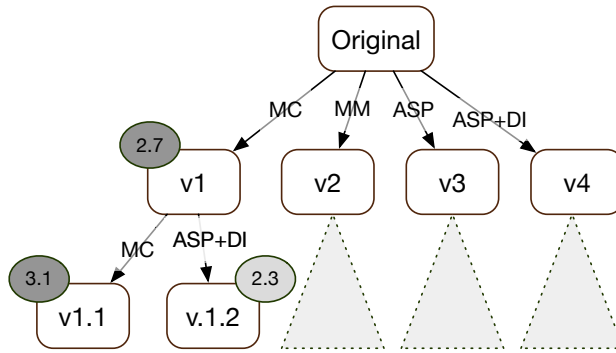 Original
MC
MM
ASP
ASP+DI
2.7
v1
v2
v3
v4
MC
ASP+DI
3.1
2.3
v1.1
v.1.2